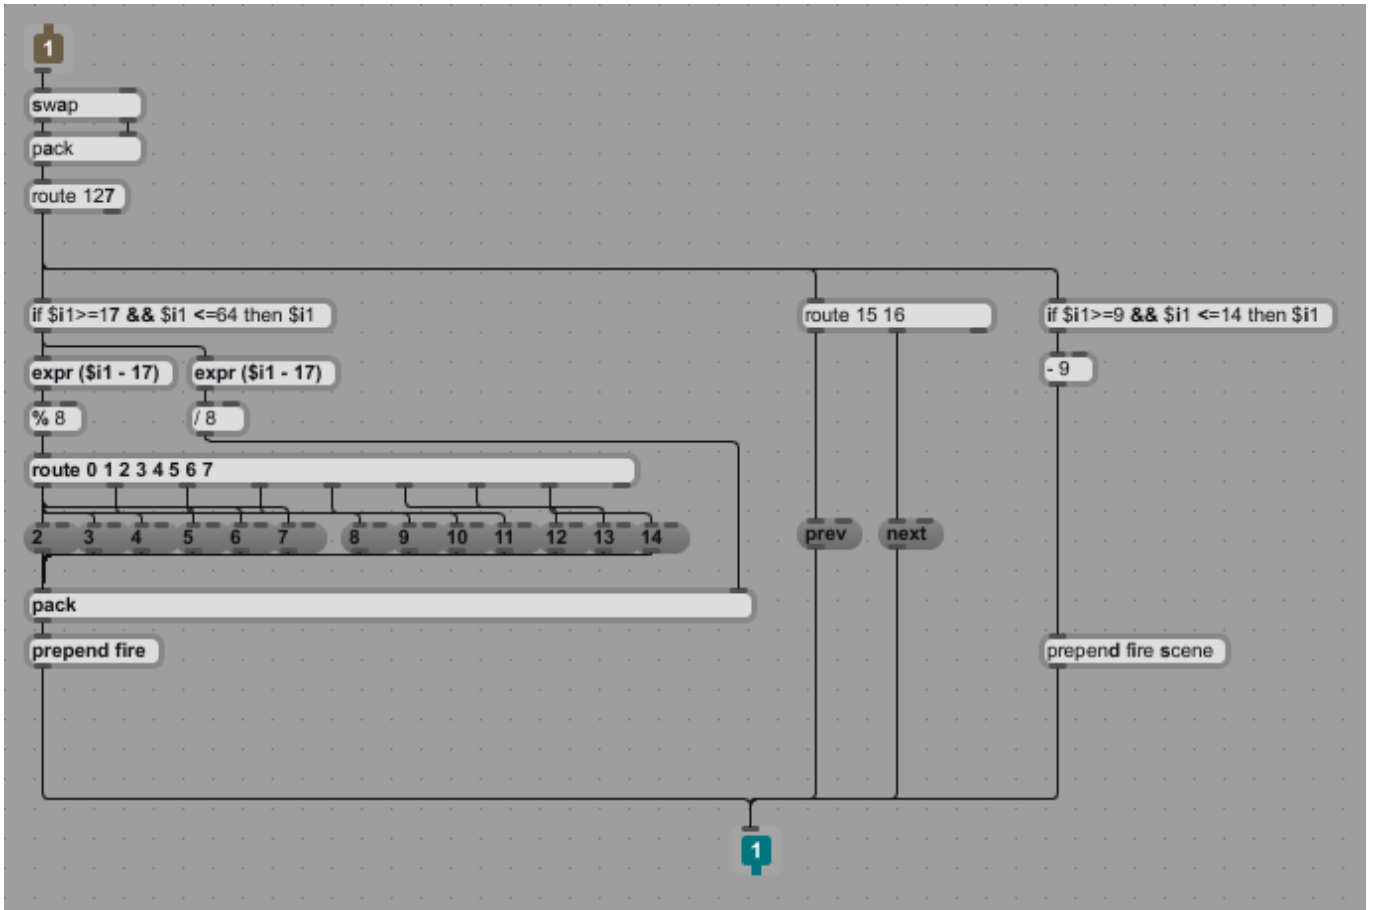 1
swap
pack
route 127
if $i1>=17 && $i1 <=64 then $i1
route 15 16
if $i1>=9 && $i1 <=14 then $i1
expr ($i1 - 17)
expr ($i1 - 17)
- 9
% 8
/ 8
route 0 1 2 3 4 5 6 7
2 3 4 5 6 7 8 9 10 11 12 13 14
prev
next
pack
prepend fire
prepend fire scene
1